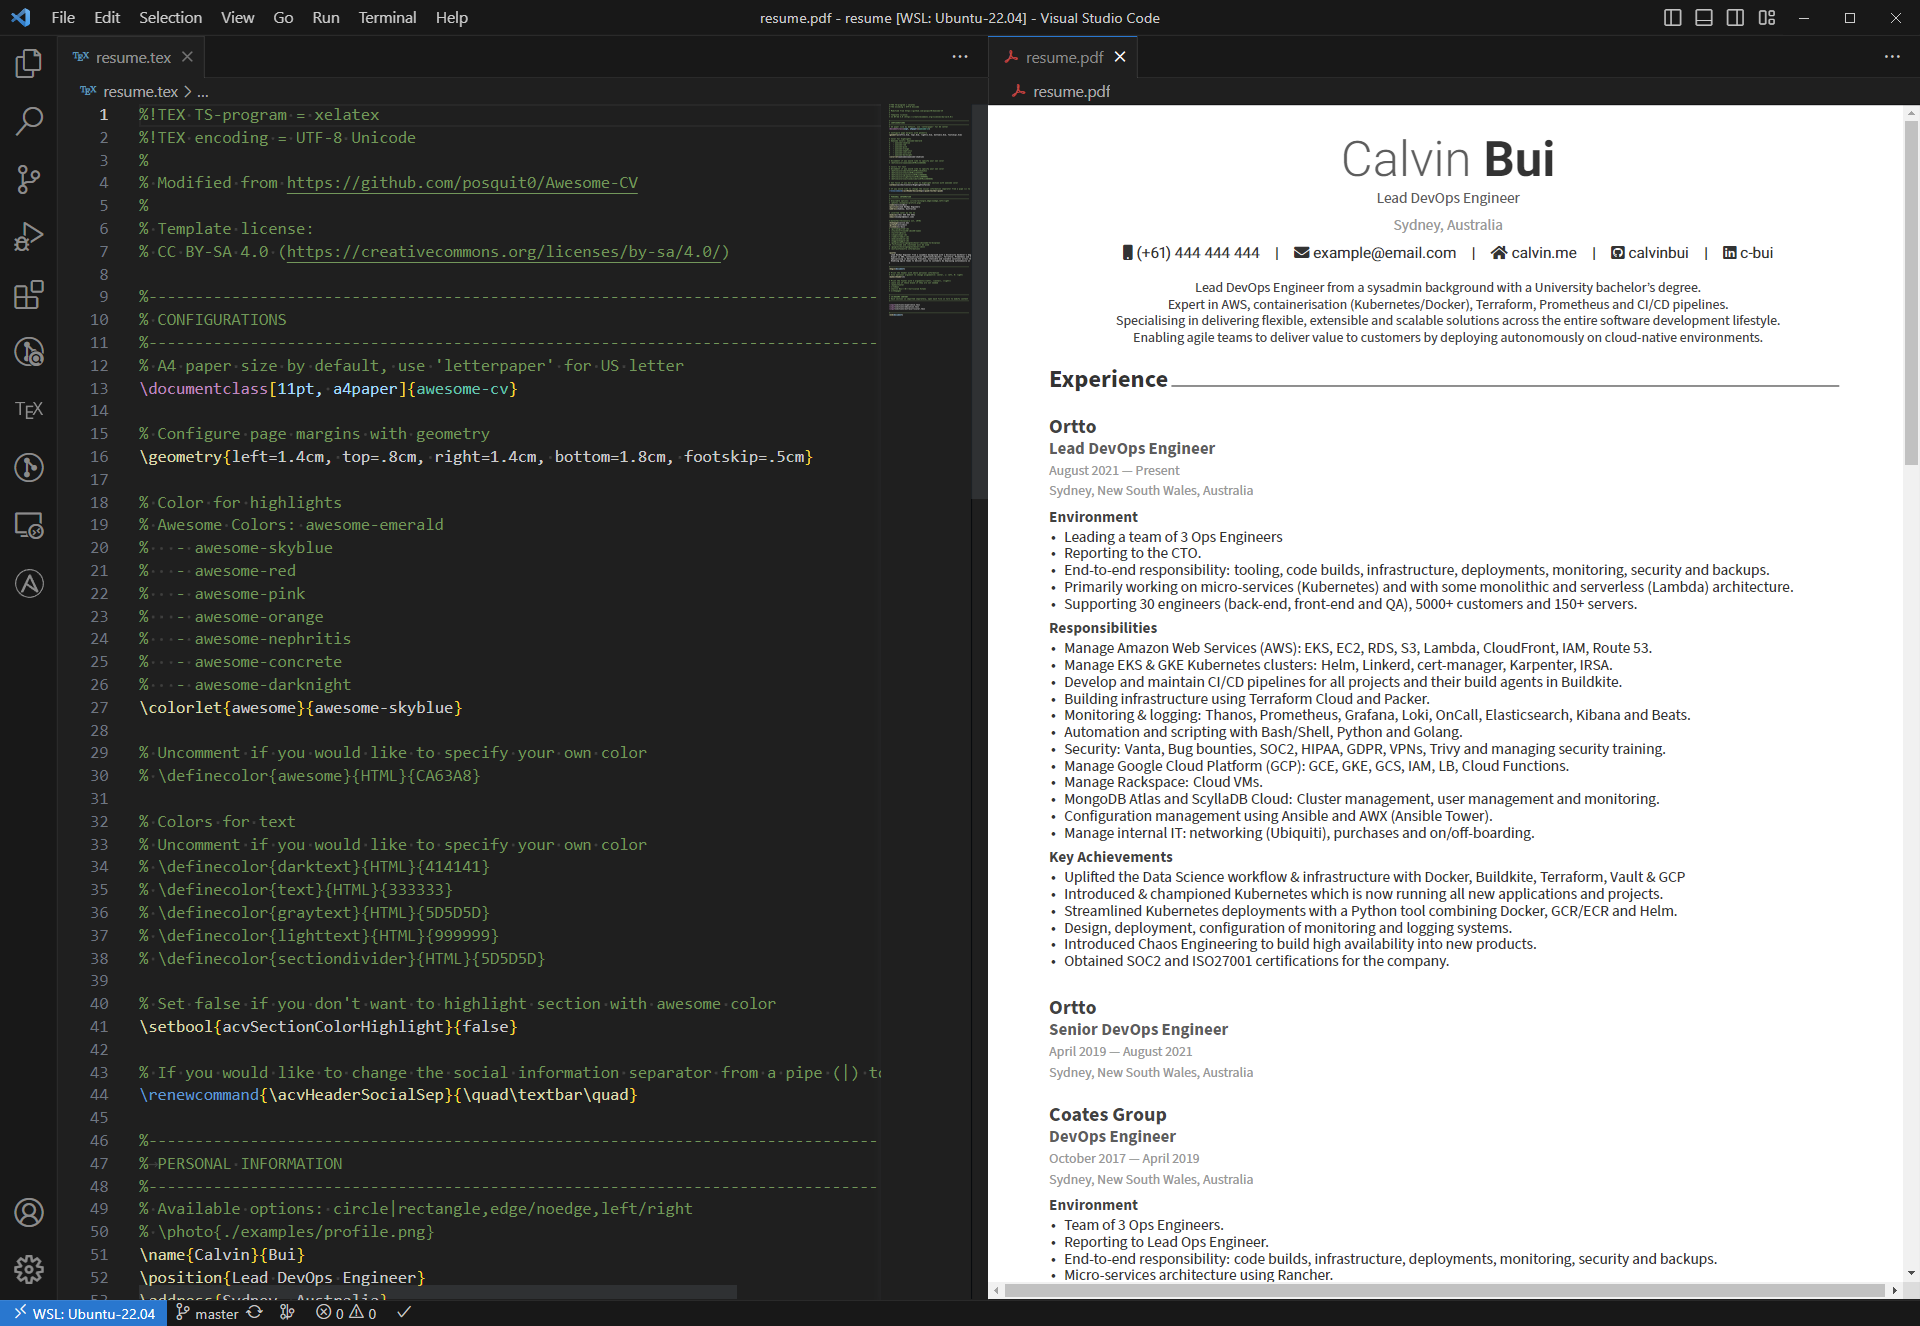 File Edit Selection View Go Run Terminal Help
resume.pdf - resume [WSL: Ubuntu-22.04] - Visual Studio Code
TEX resume.tex
TEX resume.tex > ...
1 %!TEX TS-program = xelatex
2 %!TEX encoding = UTF-8 Unicode
3 %
4 % Modified from https://github.com/posquit0/Awesome-CV
5 %
6 % Template license:
7 % CC BY-SA 4.0 (https://creativecommons.org/licenses/by-sa/4.0/)
8
9 %-------------------------------------------------------------------------------
10 % CONFIGURATIONS
11 %-------------------------------------------------------------------------------
12 % A4 paper size by default, use 'letterpaper' for US letter
13 \documentclass[11pt, a4paper]{awesome-cv}
14
15 % Configure page margins with geometry
16 \geometry{left=1.4cm, top=.8cm, right=1.4cm, bottom=1.8cm, footskip=.5cm}
17
18 % Color for highlights
19 % Awesome Colors: awesome-emerald
20 % - awesome-skyblue
21 % - awesome-red
22 % - awesome-pink
23 % - awesome-orange
24 % - awesome-nephritis
25 % - awesome-concrete
26 % - awesome-darknight
27 \colorlet{awesome}{awesome-skyblue}
28
29 % Uncomment if you would like to specify your own color
30 % \definecolor{awesome}{HTML}{CA63A8}
31
32 % Colors for text
33 % Uncomment if you would like to specify your own color
34 % \definecolor{darktext}{HTML}{414141}
35 % \definecolor{text}{HTML}{333333}
36 % \definecolor{graytext}{HTML}{5D5D5D}
37 % \definecolor{lighttext}{HTML}{999999}
38 % \definecolor{sectiondivider}{HTML}{5D5D5D}
39
40 % Set false if you don't want to highlight section with awesome color
41 \setbool{acvSectionColorHighlight}{false}
42
43 % If you would like to change the social information separator from a pipe (|) to
44 \renewcommand{\acvHeaderSocialSep}{\quad\textbar\quad}
45
46 %-------------------------------------------------------------------------------
47 % PERSONAL INFORMATION
48 %-------------------------------------------------------------------------------
49 % Available options: circle|rectangle,edge/noedge,left/right
50 % \photo{./examples/profile.png}
51 \name{Calvin}{Bui}
52 \position{Lead DevOps Engineer}
53 \address{Sydney, Australia}
TEX
resume.pdf
resume.pdf
Calvin Bui
Lead DevOps Engineer
Sydney, Australia
(+61) 444 444 444 | example@email.com | calvin.me | calvinbui | c-bui
Lead DevOps Engineer from a sysadmin background with a University bachelor’s degree.
Expert in AWS, containerisation (Kubernetes/Docker), Terraform, Prometheus and CI/CD pipelines.
Specialising in delivering flexible, extensible and scalable solutions across the entire software development lifestyle.
Enabling agile teams to deliver value to customers by deploying autonomously on cloud-native environments.
Experience
Ortto
Lead DevOps Engineer
August 2021 — Present
Sydney, New South Wales, Australia
Environment
• Leading a team of 3 Ops Engineers
• Reporting to the CTO.
• End-to-end responsibility: tooling, code builds, infrastructure, deployments, monitoring, security and backups.
• Primarily working on micro-services (Kubernetes) and with some monolithic and serverless (Lambda) architecture.
• Supporting 30 engineers (back-end, front-end and QA), 5000+ customers and 150+ servers.
Responsibilities
• Manage Amazon Web Services (AWS): EKS, EC2, RDS, S3, Lambda, CloudFront, IAM, Route 53.
• Manage EKS & GKE Kubernetes clusters: Helm, Linkerd, cert-manager, Karpenter, IRSA.
• Develop and maintain CI/CD pipelines for all projects and their build agents in Buildkite.
• Building infrastructure using Terraform Cloud and Packer.
• Monitoring & logging: Thanos, Prometheus, Grafana, Loki, OnCall, Elasticsearch, Kibana and Beats.
• Automation and scripting with Bash/Shell, Python and Golang.
• Security: Vanta, Bug bounties, SOC2, HIPAA, GDPR, VPNs, Trivy and managing security training.
• Manage Google Cloud Platform (GCP): GCE, GKE, GCS, IAM, LB, Cloud Functions.
• Manage Rackspace: Cloud VMs.
• MongoDB Atlas and ScyllaDB Cloud: Cluster management, user management and monitoring.
• Configuration management using Ansible and AWX (Ansible Tower).
• Manage internal IT: networking (Ubiquiti), purchases and on/off-boarding.
Key Achievements
• Uplifted the Data Science workflow & infrastructure with Docker, Buildkite, Terraform, Vault & GCP
• Introduced & championed Kubernetes which is now running all new applications and projects.
• Streamlined Kubernetes deployments with a Python tool combining Docker, GCR/ECR and Helm.
• Design, deployment, configuration of monitoring and logging systems.
• Introduced Chaos Engineering to build high availability into new products.
• Obtained SOC2 and ISO27001 certifications for the company.
Ortto
Senior DevOps Engineer
April 2019 — August 2021
Sydney, New South Wales, Australia
Coates Group
DevOps Engineer
October 2017 — April 2019
Sydney, New South Wales, Australia
Environment
• Team of 3 Ops Engineers.
• Reporting to Lead Ops Engineer.
• End-to-end responsibility: code builds, infrastructure, deployments, monitoring, security and backups.
• Micro-services architecture using Rancher.
WSL: Ubuntu-22.04 master 0 0